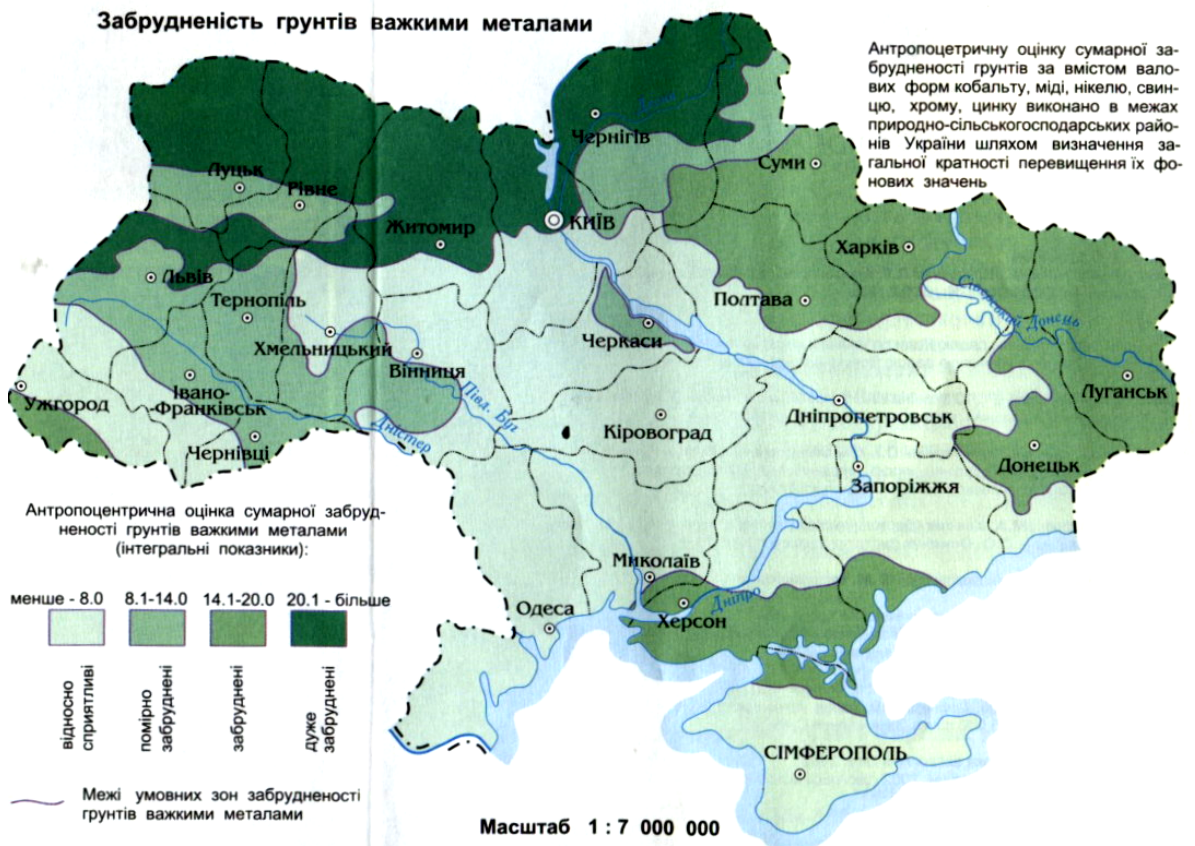 Забрудненість грунтів важкими металами
Антропоцетричну оцінку сумарної за-
брудненості грунтів за вмістом вало-
вих форм кобальту, міді, нікелю, свин-
цю, хрому, цинку виконано в межах
природно-сільськогосподарських райо-
нів України шляхом визначення за-
гальної кратності перевищення їх фо-
нових значень
Десна
Чернігів
Суми
Луцьк
Рівне
Житомир
КИЇВ
Харків
Львів
Тернопіль
Полтава
Сіверський Донець
Хмельницький
Черкаси
Вінниця
Півд. Буг
Луганськ
Ужгород
Івано-
-Франківськ
Дніпропетровськ
Кіровоград
Дністер
Чернівці
Донецьк
Запоріжжя
Миколаїв
Одеса
Херсон
Дніпро
СІМФЕРОПОЛЬ
Антропоцентрична оцінка сумарної забруд-
неності грунтів важкими металами
(інтегральні показники):
менше - 8.0 8.1-14.0 14.1-20.0 20.1 - більше
відносно
сприятливі
помірно
забруднені
забруднені
дуже
забруднені
Межі умовних зон забрудненості
грунтів важкими металами
Масштаб 1 : 7 000 000